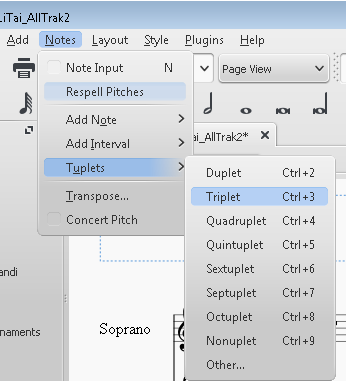 LiTai_AllTrak2
Add Notes Layout Style Plugins Help
Note Input N
Page View
Respell Pitches
Add Note
Add Interval
ai_AllTrak2*
Tuplets
Duplet Ctrl+2
Transpose...
Triplet Ctrl+3
Concert Pitch
Quadruplet Ctrl+4
Quintuplet Ctrl+5
Sextuplet Ctrl+6
andi
Septuplet Ctrl+7
Octuplet Ctrl+8
Soprano
naments
Nonuplet Ctrl+9
Other...